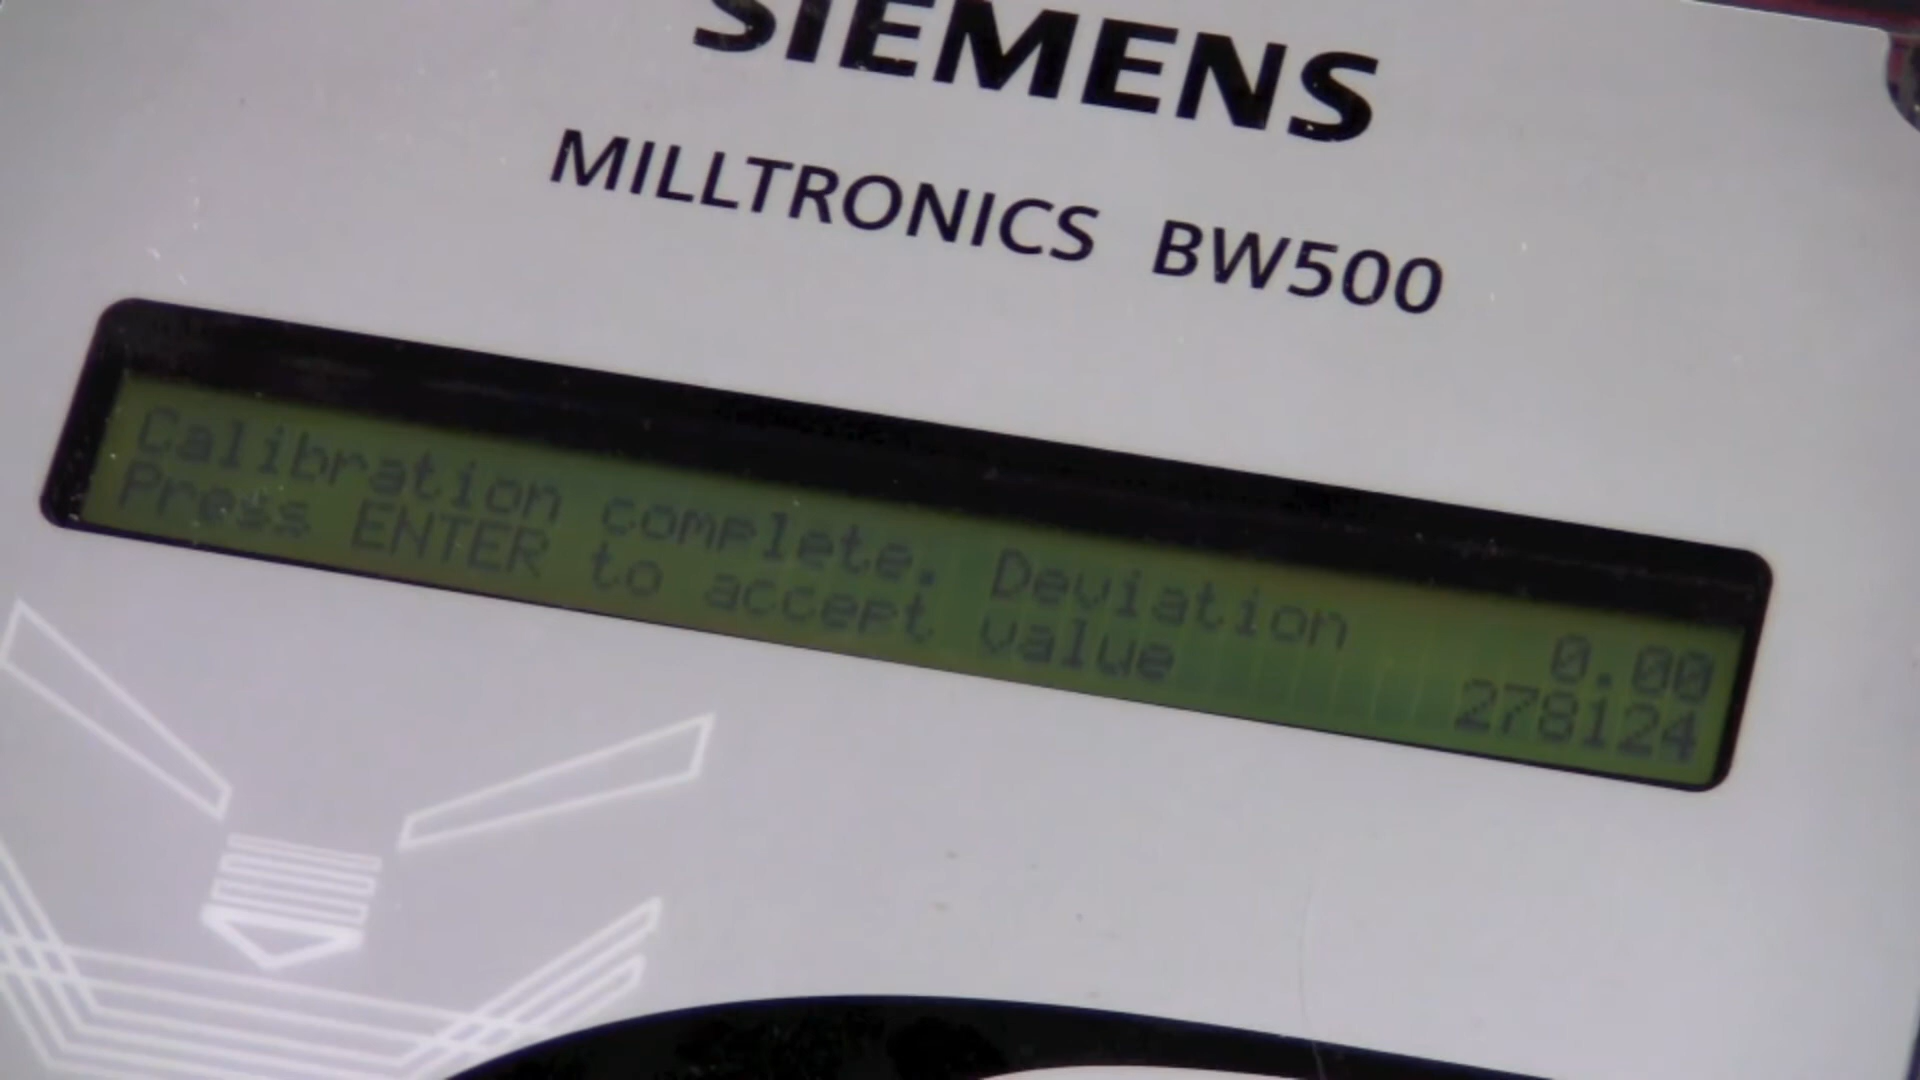 SIEMENS
MILLTRONICS BW500
Calibration complete. Deviation 0.00
Press ENTER to accept value 278124